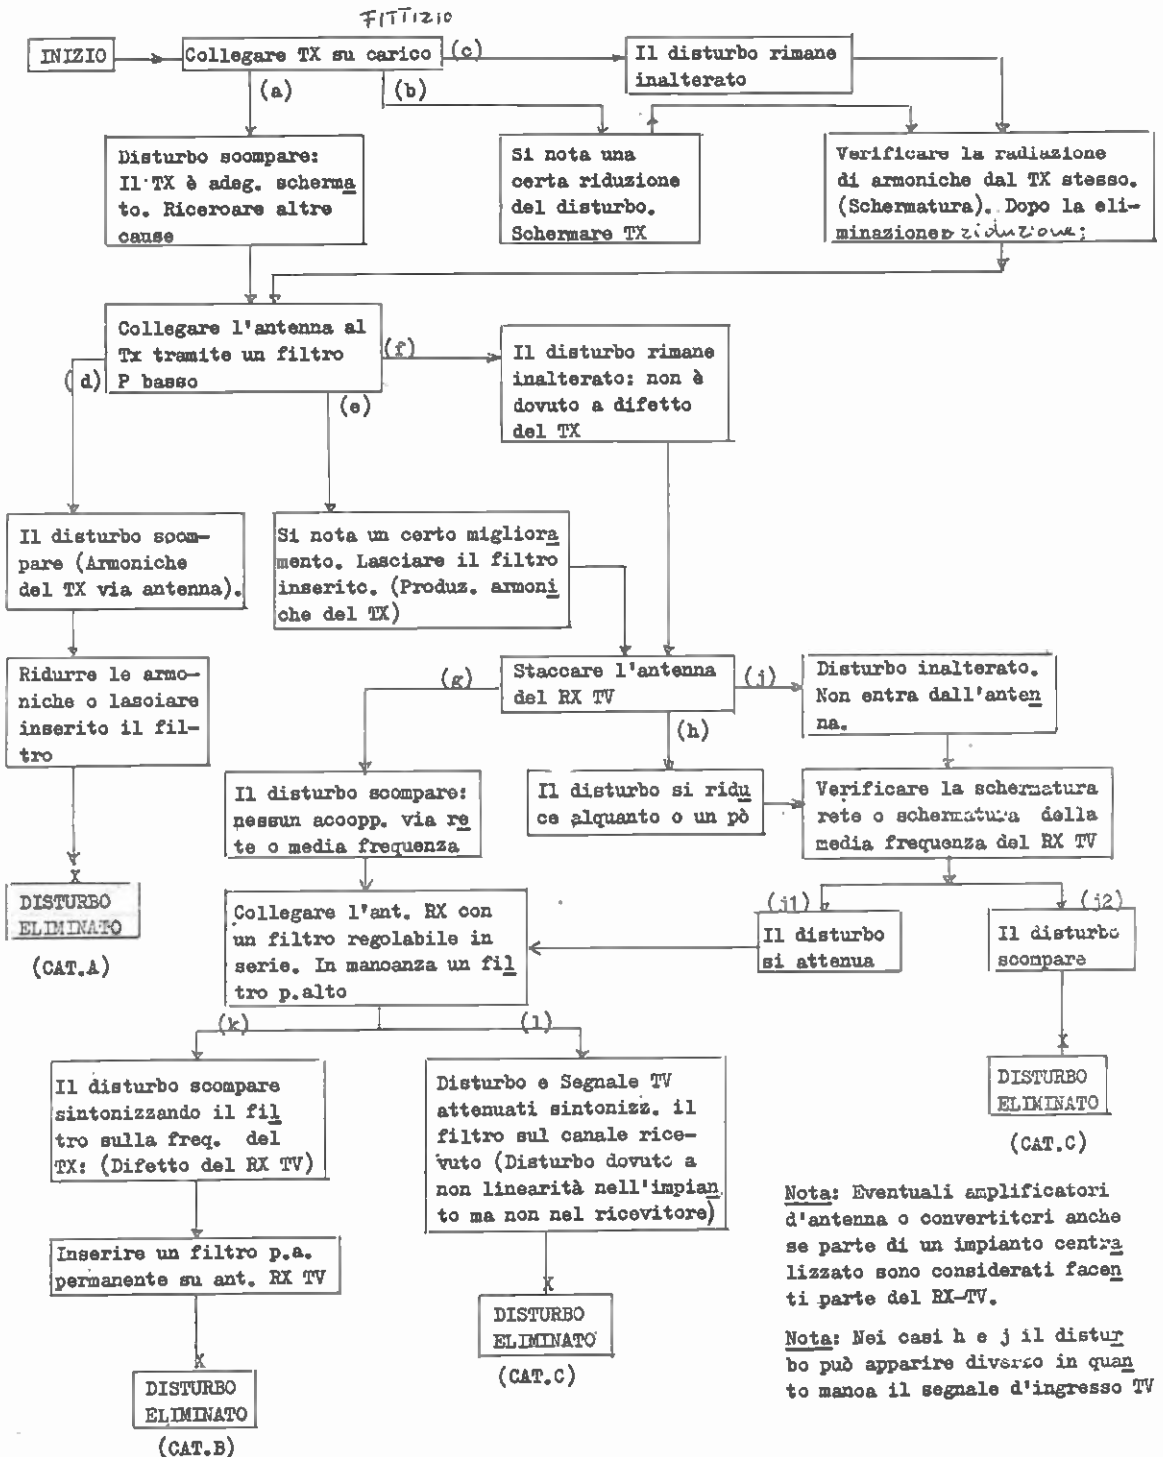 FITTIZIO
INIZIO
Collegare TX su carico
(c)
Il disturbo rimane
inalterato
(a)
(b)
Disturbo scompare:
Il TX è adeg. scherma
to. Ricercare altre
cause
Si nota una
certa riduzione
del disturbo.
Schermare TX
Verificare la radiazione
di armoniche dal TX stesso.
(Schermatura). Dopo la eli-
minazione o riduzione:
Collegare l'antenna al
Tx tramite un filtro
P basso
(d)
(f)
(e)
Il disturbo rimane
inalterato: non è
dovuto a difetto
del TX
Il disturbo scom-
pare (Armoniche
del TX via antenna).
Si nota un certo migliora
mento. Lasciare il filtro
inserito. (Produz. armoni
che del TX)
Ridurre le armo-
niche o lasciare
inserito il fil-
tro
(g)
Staccare l'antenna
del RX TV
(j)
(h)
Disturbo inalterato.
Non entra dall'anten
na.
Il disturbo scompare:
nessun accopp. via re
te o media frequenza
Il disturbo si ridu
ce alquanto o un pò
Verificare la schermatura
rete o schermatura della
media frequenza del RX TV
X
DISTURBO
ELIMINATO
(CAT.A)
Collegare l'ant. RX con
un filtro regolabile in
serie. In mancanza un fil
tro p.alto
(j1)
Il disturbo
si attenua
(j2)
Il disturbo
scompare
(k)
(l)
Il disturbo scompare
sintonizzando il fil
tro sulla freq. del
TX: (Difetto del RX TV)
Disturbo e Segnale TV
attenuati sintonizz. il
filtro sul canale rice-
vuto (Disturbo dovuto a
non linearità nell'impian
to ma non nel ricevitore)
X
DISTURBO
ELIMINATO
(CAT.C)
Inserire un filtro p.a.
permanente su ant. RX TV
X
DISTURBO
ELIMINATO
(CAT.C)
X
DISTURBO
ELIMINATO
(CAT.B)
Nota: Eventuali amplificatori
d'antenna o convertitori anche
se parte di un impianto centra
lizzato sono considerati facen
ti parte del RX-TV.
Nota: Nei casi h e j il distur
bo può apparire diverso in quan
to manca il segnale d'ingresso TV